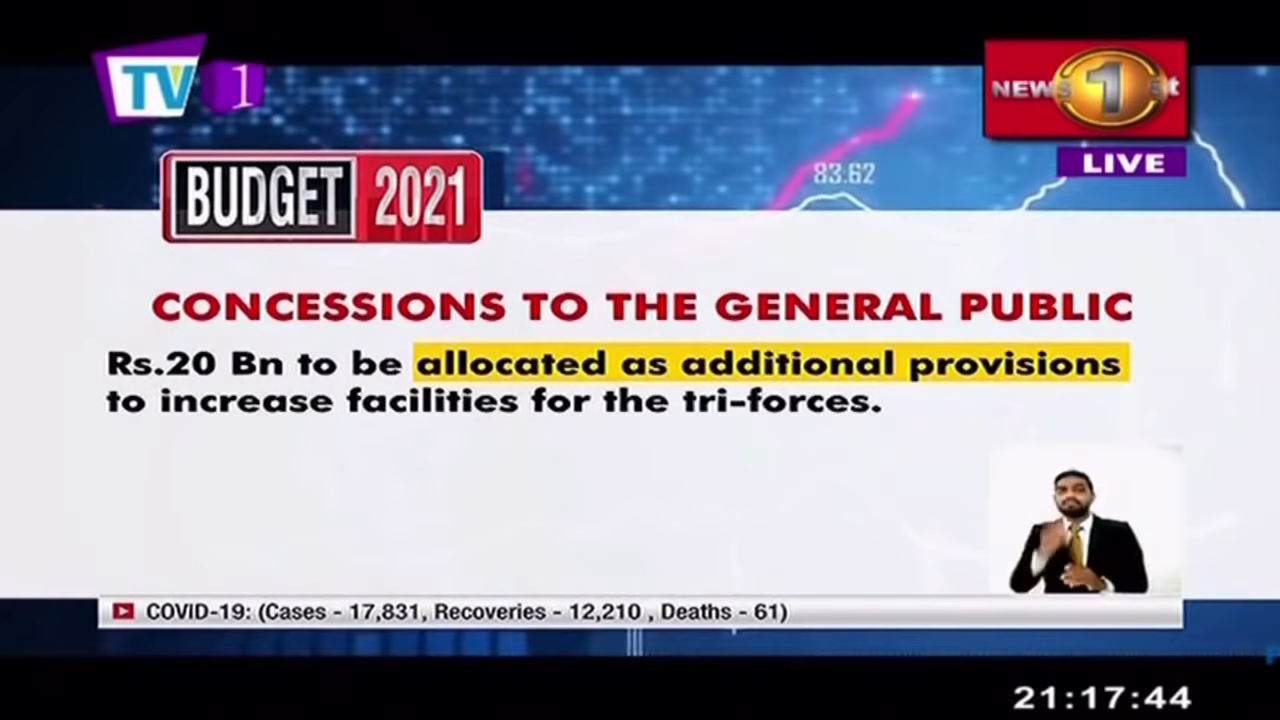 TV 1
NEWS 1st
LIVE
83.62
BUDGET 2021
CONCESSIONS TO THE GENERAL PUBLIC
Rs.20 Bn to be allocated as additional provisions
to increase facilities for the tri-forces.
COVID-19: (Cases - 17,831, Recoveries - 12,210 , Deaths - 61)
21:17:44